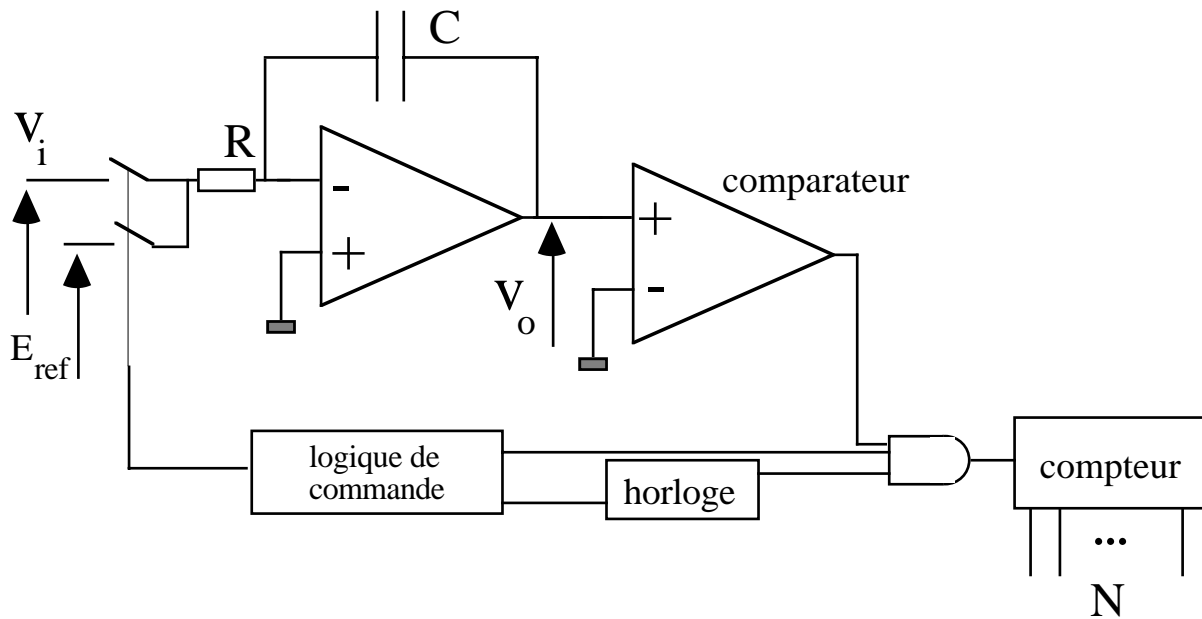 C
V
i
R
-
+
comparateur
+
-
V
o
E
ref
logique de
commande
horloge
compteur
...
N